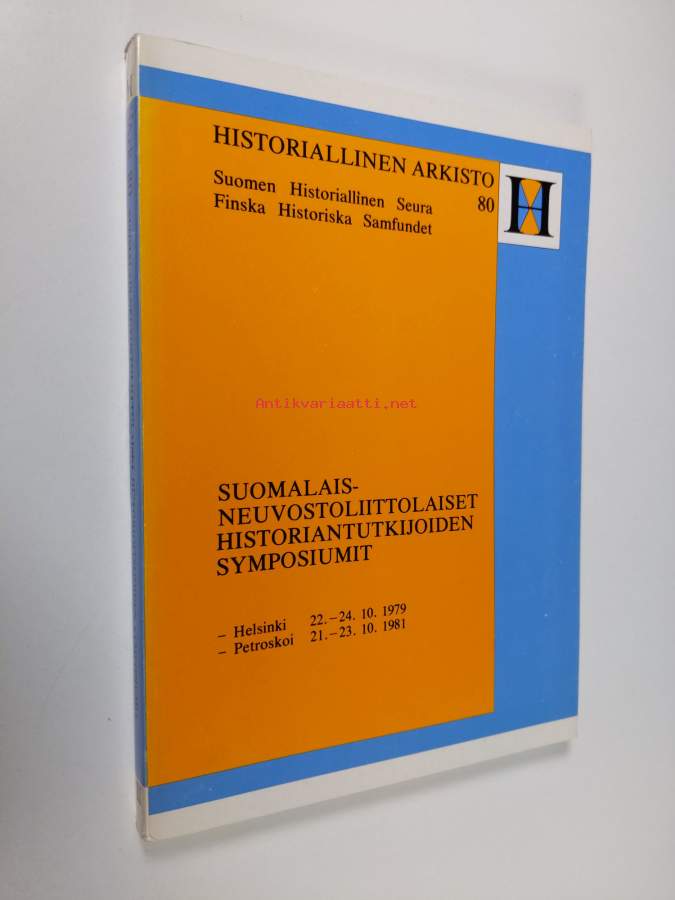 HISTORIALLINEN ARKISTO
80
Suomen Historiallinen Seura
Finska Historiska Samfundet
H
Antikvariaatti.net
SUOMALAIS-
NEUVOSTOLIITTOLAISET
HISTORIANTUTKIJOIDEN
SYMPOSIUMIT
– Helsinki 22.–24. 10. 1979
– Petroskoi 21.–23. 10. 1981